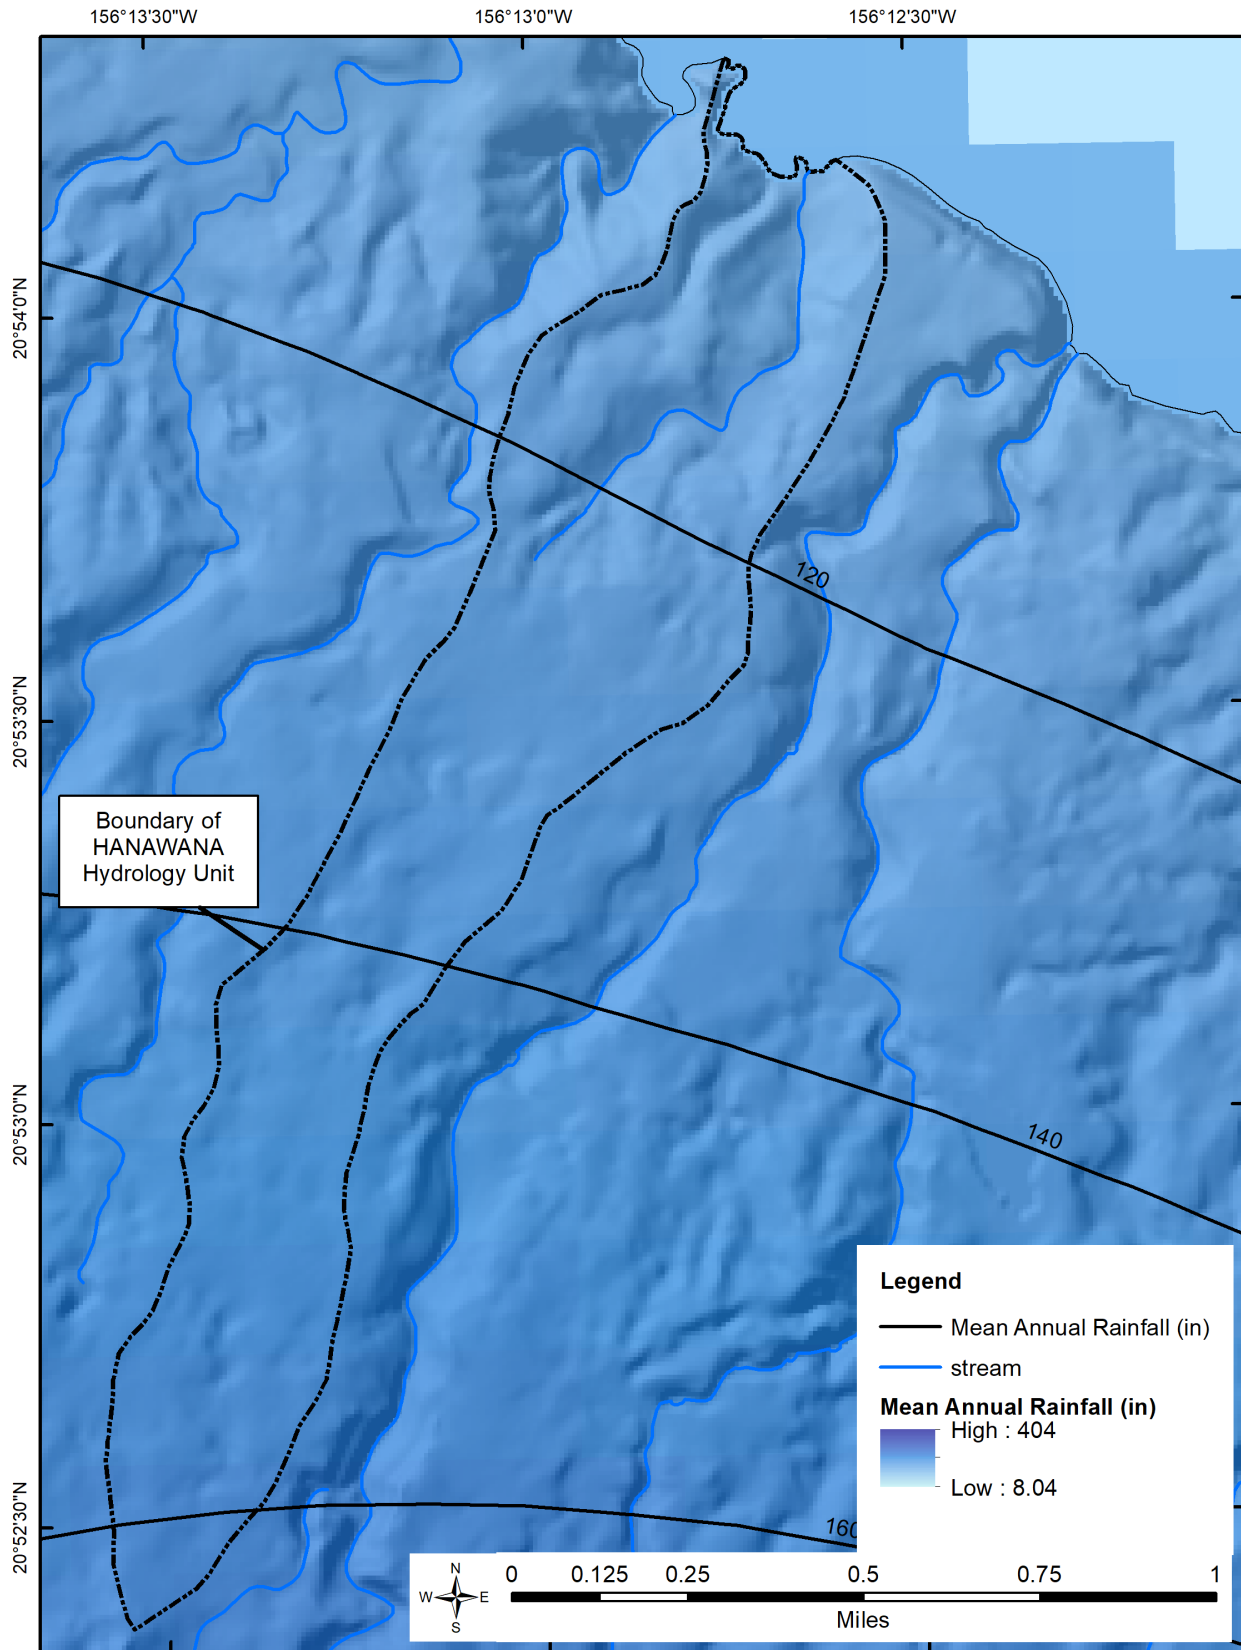 156°13'30"W
156°13'0"W
156°12'30"W
20°54'0"N
20°53'30"N
20°53'0"N
20°52'30"N
120
Boundary of
HANAWANA
Hydrology Unit
140
160
Legend
Mean Annual Rainfall (in)
stream
Mean Annual Rainfall (in)
High : 404
Low : 8.04
N
W
E
S
0 0.125 0.25 0.5 0.75 1
Miles